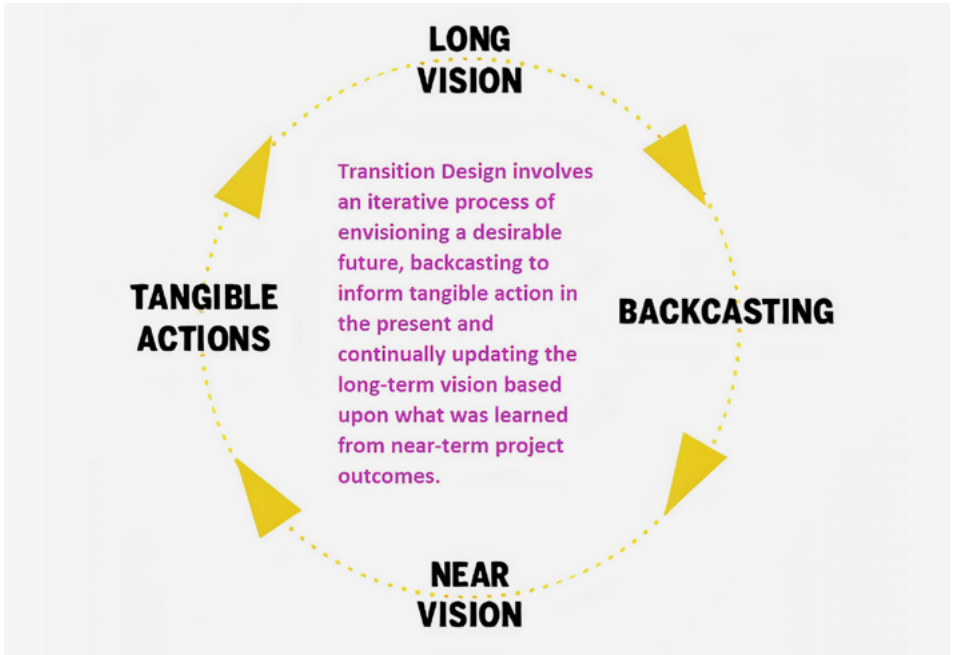 LONG
VISION
Transition Design involves
an iterative process of
envisioning a desirable
future, backcasting to
inform tangible action in
the present and
continually updating the
long-term vision based
upon what was learned
from near-term project
outcomes.
TANGIBLE
ACTIONS
BACKCASTING
NEAR
VISION